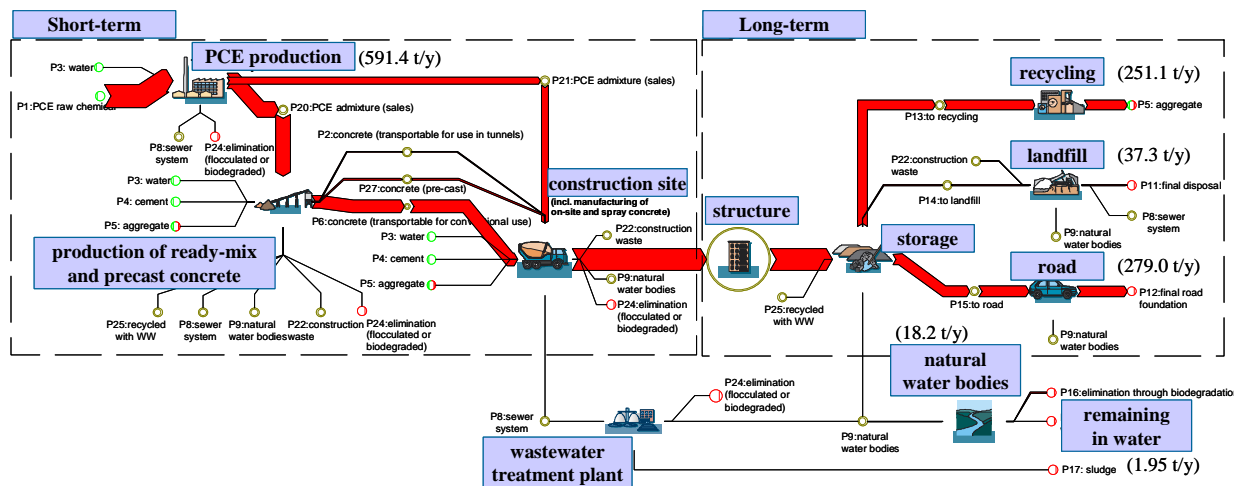 Short-term
Long-term
PCE production
(591.4 t/y)
P3: water
P1:PCE raw chemical
P20:PCE admixture (sales)
P21:PCE admixture (sales)
P8:sewer
system
P24:elimination
(flocculated or
biodegraded)
P2:concrete (transportable for use in tunnels)
P3: water
P4: cement
P5: aggregate
P27:concrete (pre-cast)
P6:concrete (transportable for conventional use)
construction site
(incl. manufacturing of
on-site and spray concrete)
production of ready-mix
and precast concrete
P3: water
P4: cement
P5: aggregate
P22:construction
waste
P9:natural
water bodies
P24:elimination
(flocculated or
biodegraded)
P25:recycled
with WW
P8:sewer
system
P9:natural
water bodies
P22:construction
waste
P24:elimination
(flocculated or
biodegraded)
structure
storage
P25:recycled
with WW
recycling
(251.1 t/y)
P13:to recycling
P5: aggregate
landfill
(37.3 t/y)
P22:construction
waste
P14:to landfill
P11:final disposal
P8:sewer
system
P9:natural
water bodies
road
(279.0 t/y)
P15:to road
P12:final road
foundation
P9:natural
water bodies
(18.2 t/y)
natural
water bodies
P24:elimination
(flocculated or
biodegraded)
P8:sewer
system
P9:natural
water bodies
P16:elimination through biodegradation
remaining
in water
wastewater
treatment plant
P17: sludge
(1.95 t/y)